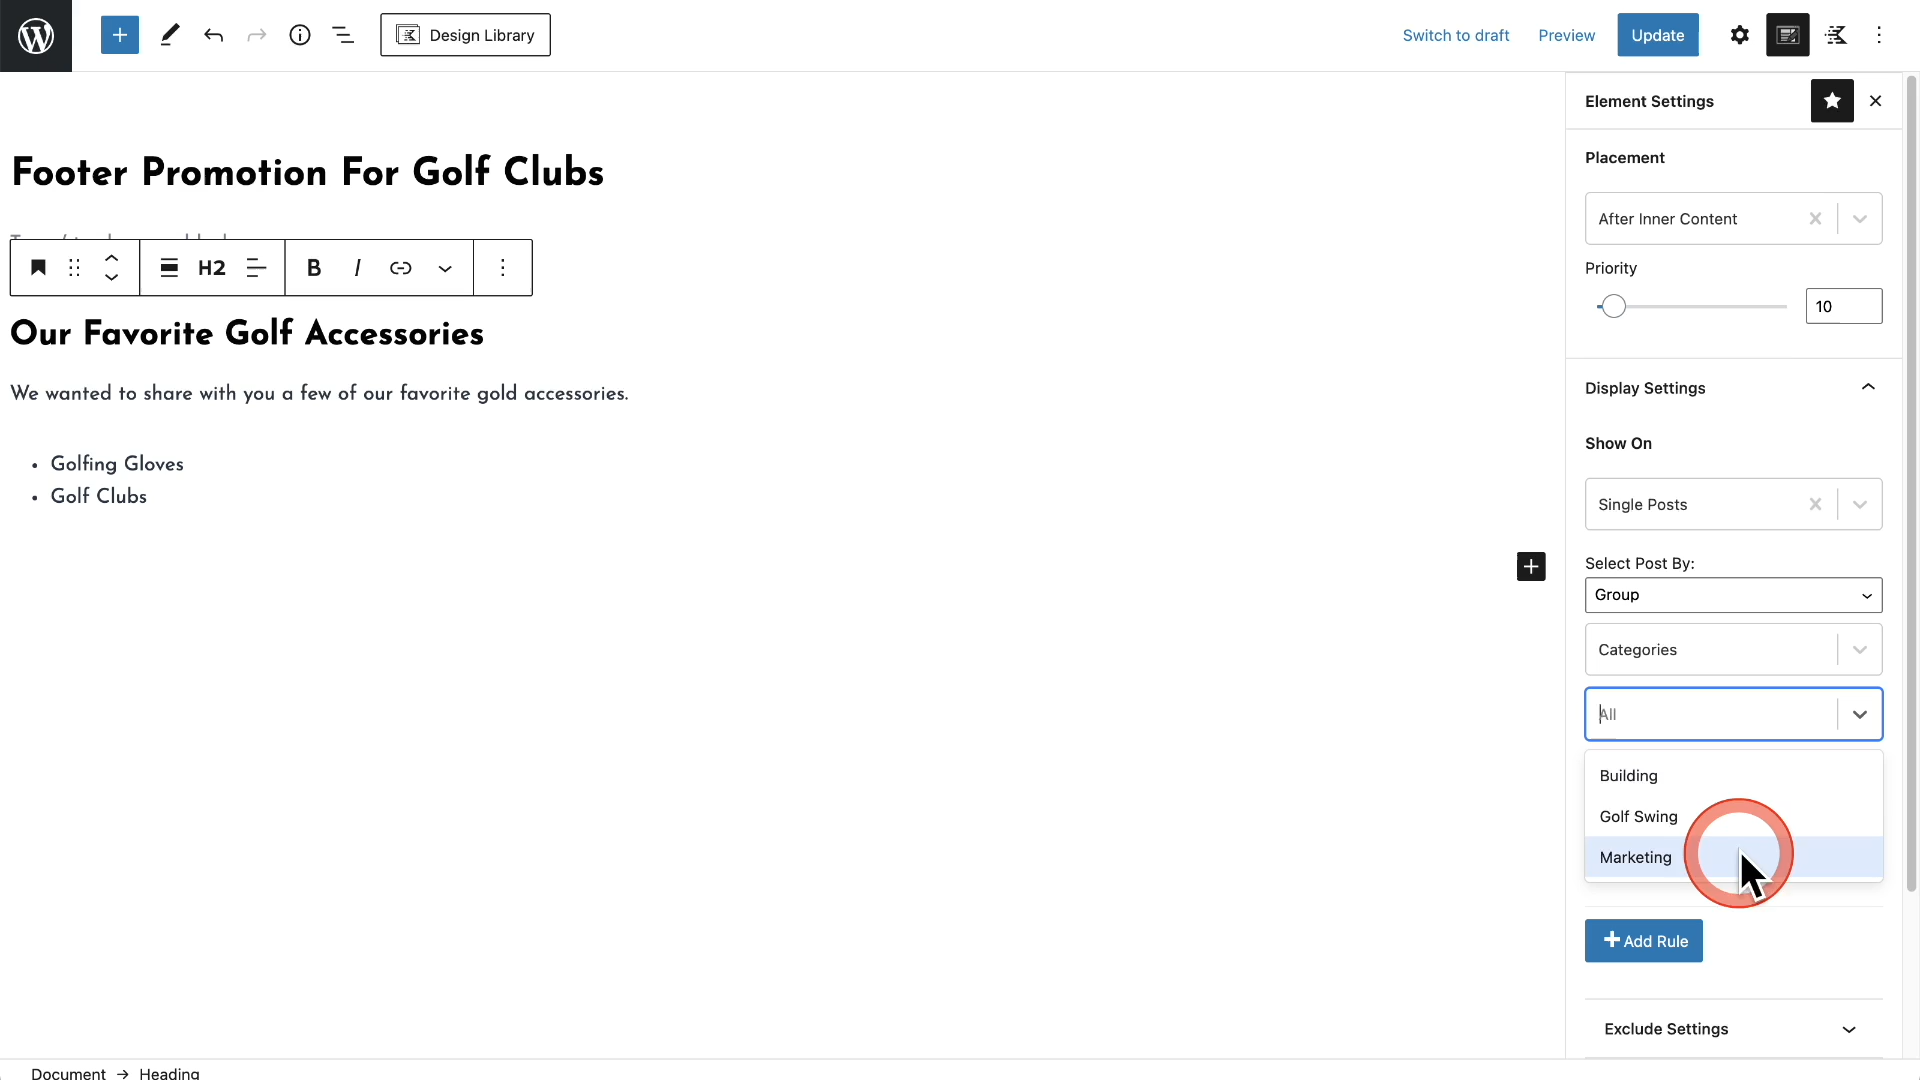 Design Library
Switch to draft
Preview
Update
Element Settings
Footer Promotion For Golf Clubs
H2
B
I
Our Favorite Golf Accessories
We wanted to share with you a few of our favorite gold accessories.
• Golfing Gloves
• Golf Clubs
Placement
After Inner Content
Priority
10
Display Settings
Show On
Single Posts
Select Post By:
Group
Categories
All
Building
Golf Swing
Marketing
Add Rule
Exclude Settings
Document → Heading